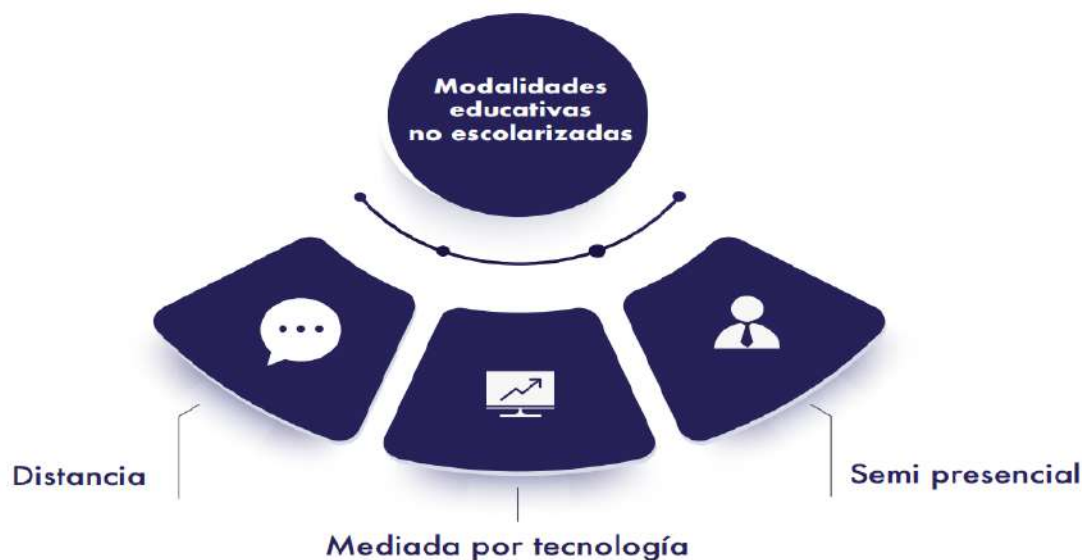 Modalidades
educativas
no escolarizadas
Distancia
Mediada por tecnología
Semi presencial